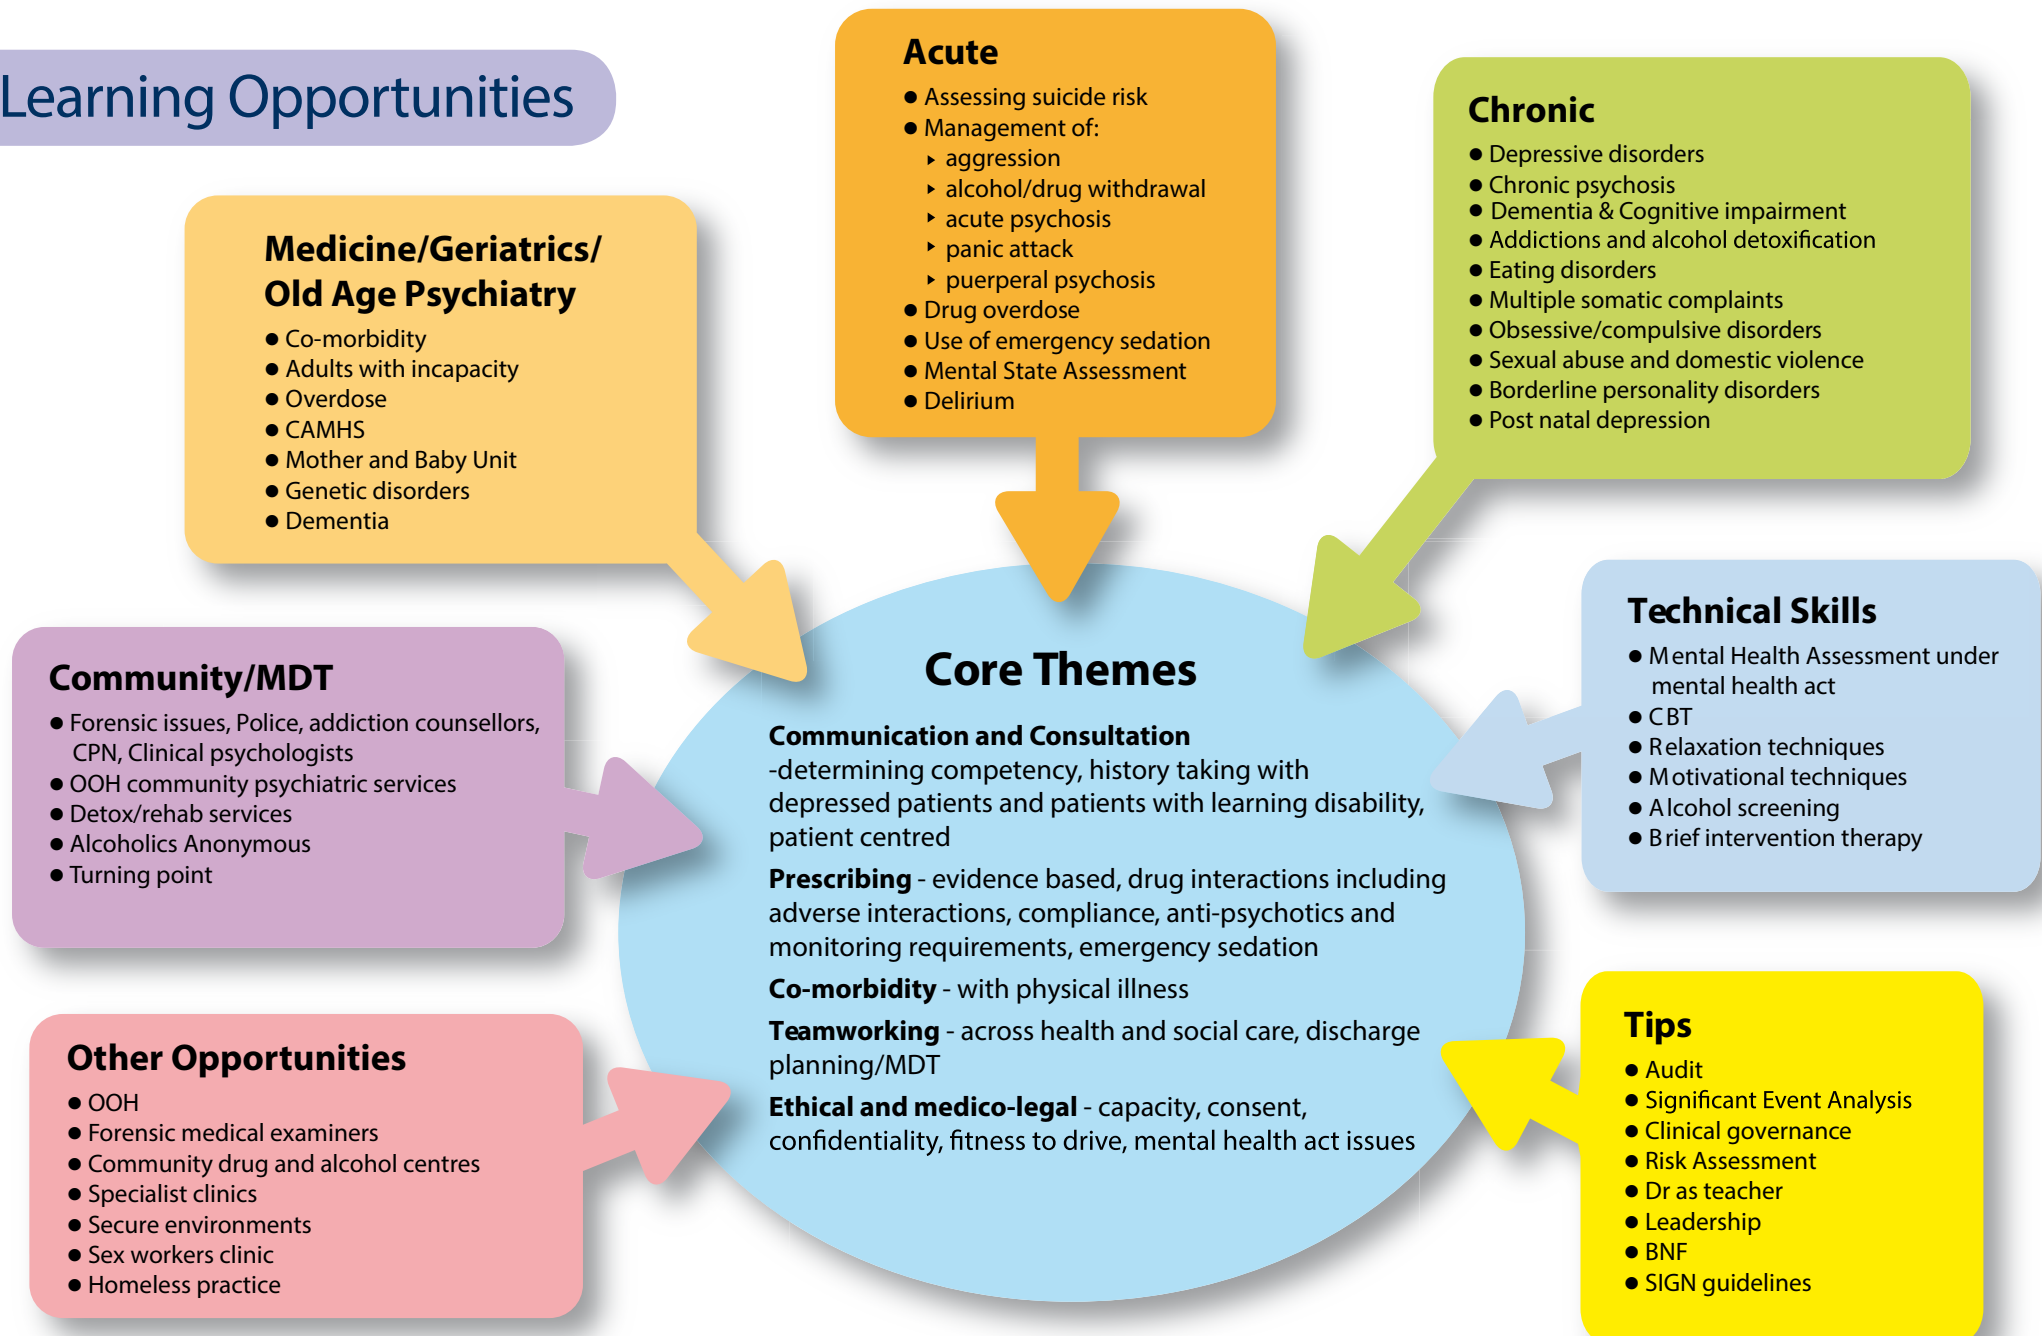 Learning Opportunities
Acute
● Assessing suicide risk
● Management of:
▸ aggression
▸ alcohol/drug withdrawal
▸ acute psychosis
▸ panic attack
▸ puerperal psychosis
● Drug overdose
● Use of emergency sedation
● Mental State Assessment
● Delirium
Chronic
● Depressive disorders
● Chronic psychosis
● Dementia & Cognitive impairment
● Addictions and alcohol detoxification
● Eating disorders
● Multiple somatic complaints
● Obsessive/compulsive disorders
● Sexual abuse and domestic violence
● Borderline personality disorders
● Post natal depression
Medicine/Geriatrics/
Old Age Psychiatry
● Co-morbidity
● Adults with incapacity
● Overdose
● CAMHS
● Mother and Baby Unit
● Genetic disorders
● Dementia
Technical Skills
● Mental Health Assessment under
mental health act
● CBT
● Relaxation techniques
● Motivational techniques
● Alcohol screening
● Brief intervention therapy
Community/MDT
● Forensic issues, Police, addiction counsellors,
CPN, Clinical psychologists
● OOH community psychiatric services
● Detox/rehab services
● Alcoholics Anonymous
● Turning point
Core Themes
Communication and Consultation
-determining competency, history taking with
depressed patients and patients with learning disability,
patient centred
Prescribing - evidence based, drug interactions including
adverse interactions, compliance, anti-psychotics and
monitoring requirements, emergency sedation
Co-morbidity - with physical illness
Teamworking - across health and social care, discharge
planning/MDT
Ethical and medico-legal - capacity, consent,
confidentiality, fitness to drive, mental health act issues
Other Opportunities
● OOH
● Forensic medical examiners
● Community drug and alcohol centres
● Specialist clinics
● Secure environments
● Sex workers clinic
● Homeless practice
Tips
● Audit
● Significant Event Analysis
● Clinical governance
● Risk Assessment
● Dr as teacher
● Leadership
● BNF
● SIGN guidelines